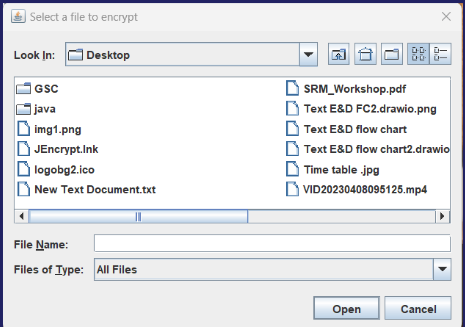 Select a file to encrypt
Look In: Desktop
GSC
java
img1.png
JEncrypt.lnk
logobg2.ico
New Text Document.txt
SRM_Workshop.pdf
Text E&D FC2.drawio.png
Text E&D flow chart
Text E&D flow chart2.drawio
Time table .jpg
VID20230408095125.mp4
File Name:
Files of Type: All Files
Open Cancel